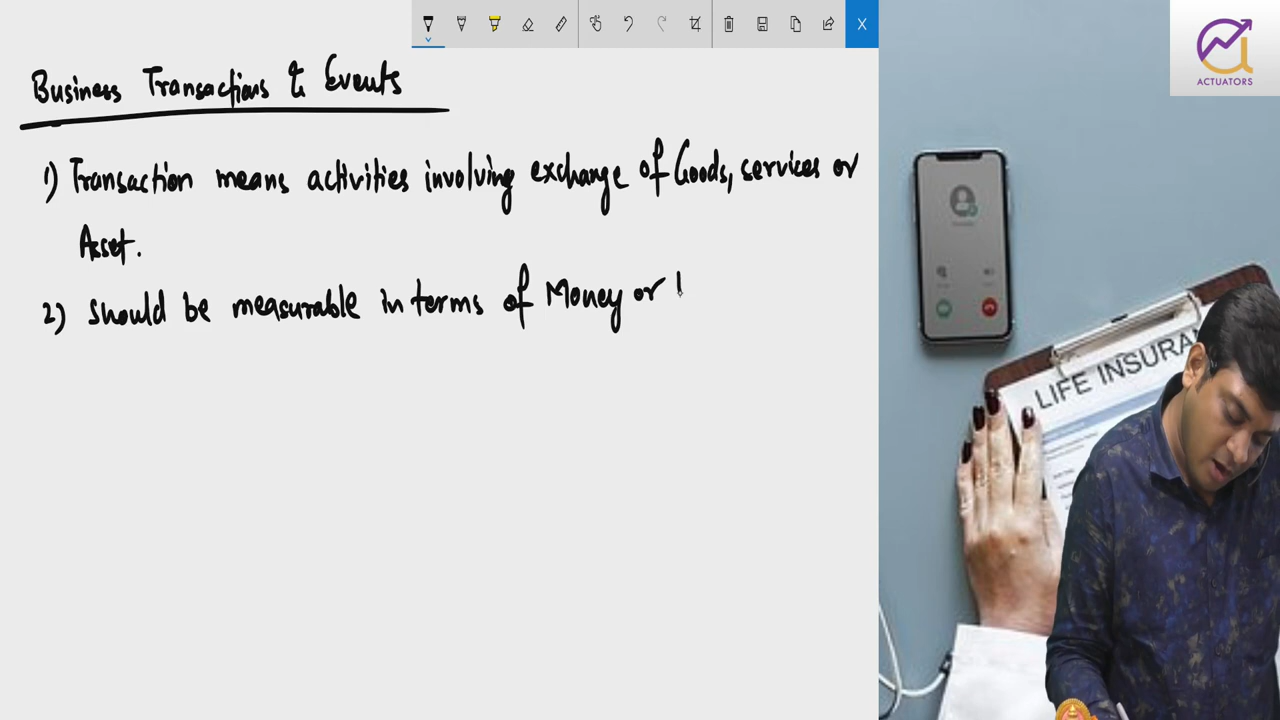 Business Transactions & Events
1) Transaction means activities involving exchange of Goods, services or
Asset.
2) Should be measurable in terms of Money or
ACTUATORS
LIFE INSURA